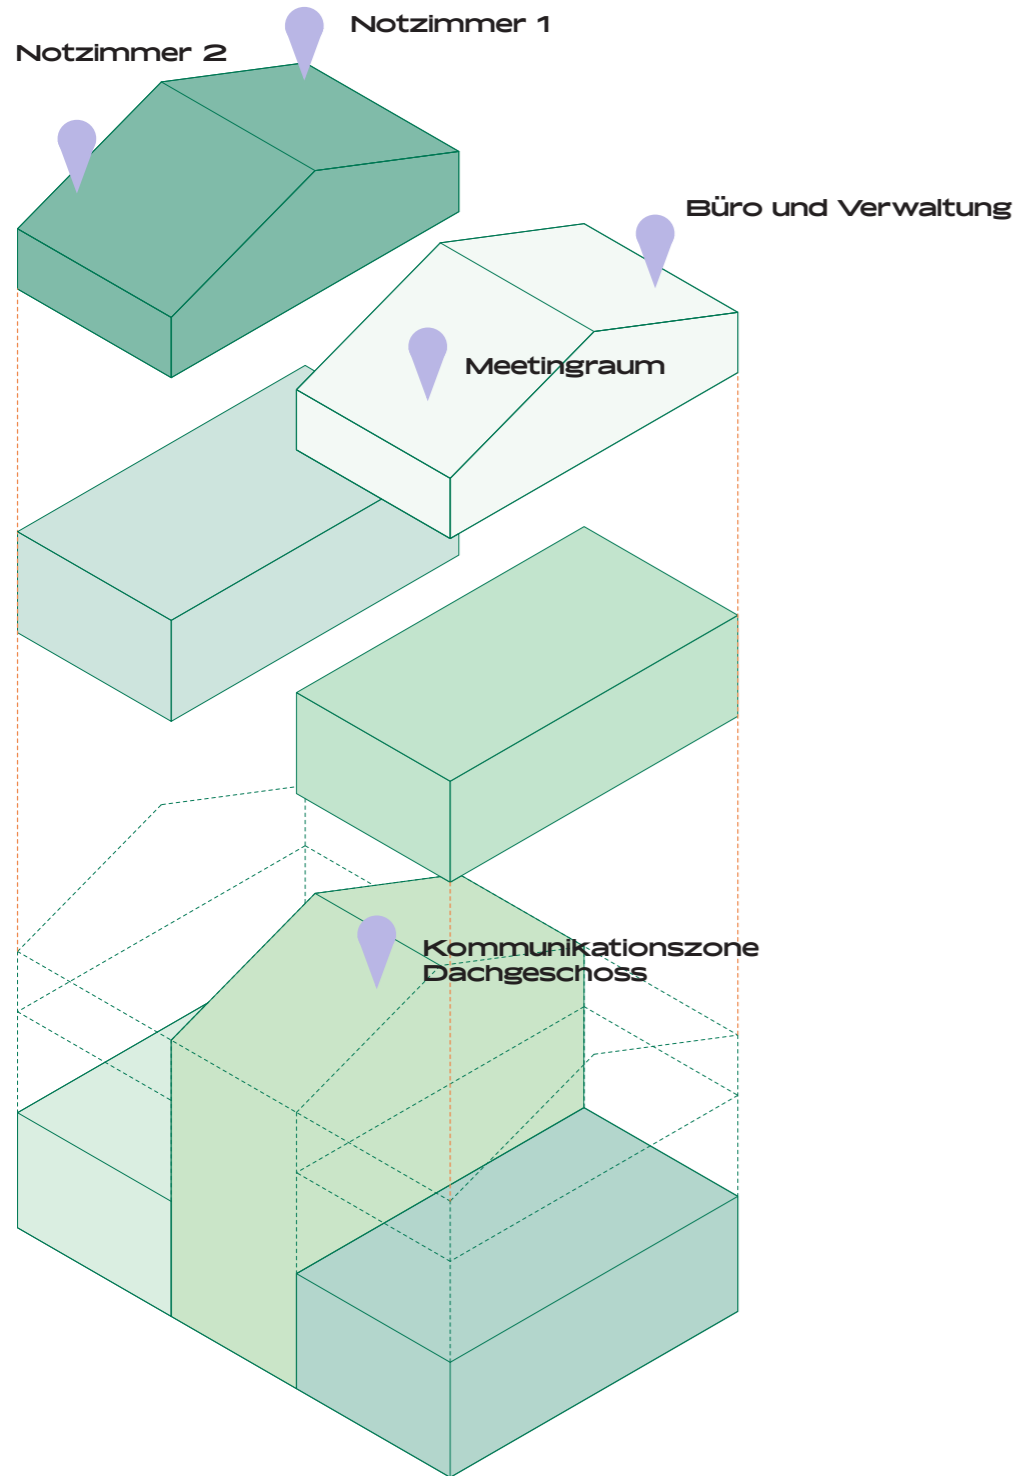 Notzimmer 1
Notzimmer 2
Büro und Verwaltung
Meetingraum
Kommunikationszone
Dachgeschoss